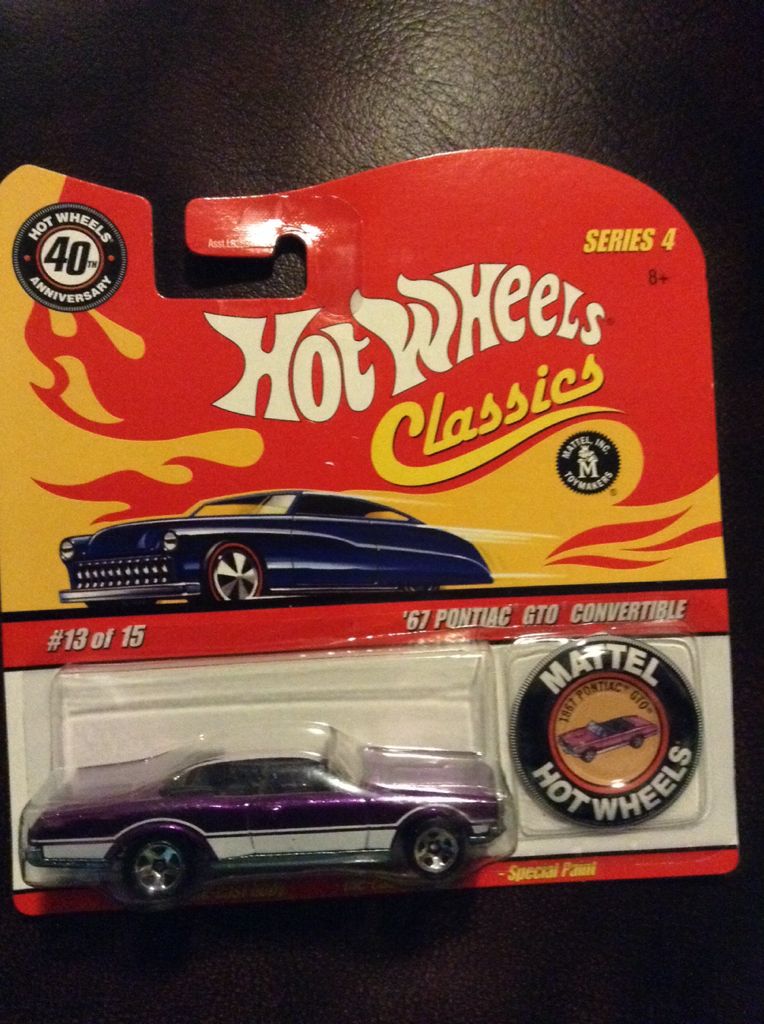 HOT WHEELS
40TH
ANNIVERSARY
Asst.
SERIES 4
8+
HOT WHEELS
Classics
MATTEL, INC.
M
TOYMAKERS
®
#13 of 15
'67 PONTIAC GTO CONVERTIBLE
MATTEL
1967 PONTIAC GTO
HOT WHEELS
- Special Paint